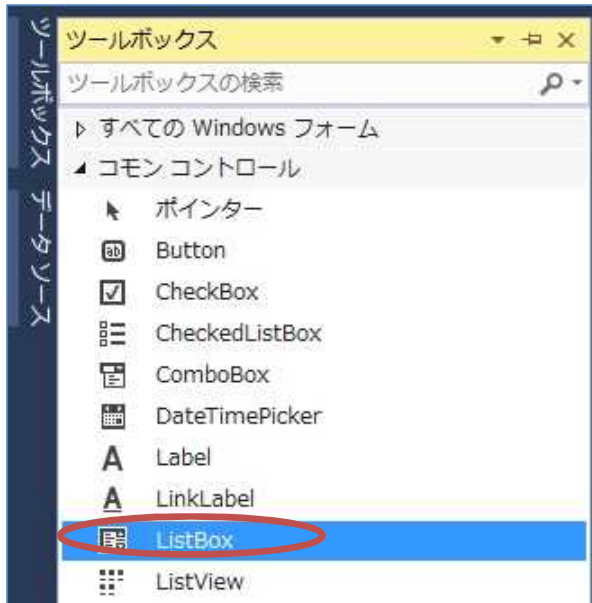 ツールボックス
データ ソース
ツールボックス
ツールボックスの検索
すべての Windows フォーム
コモン コントロール
ポインター
Button
CheckBox
CheckedListBox
ComboBox
DateTimePicker
Label
LinkLabel
ListBox
ListView